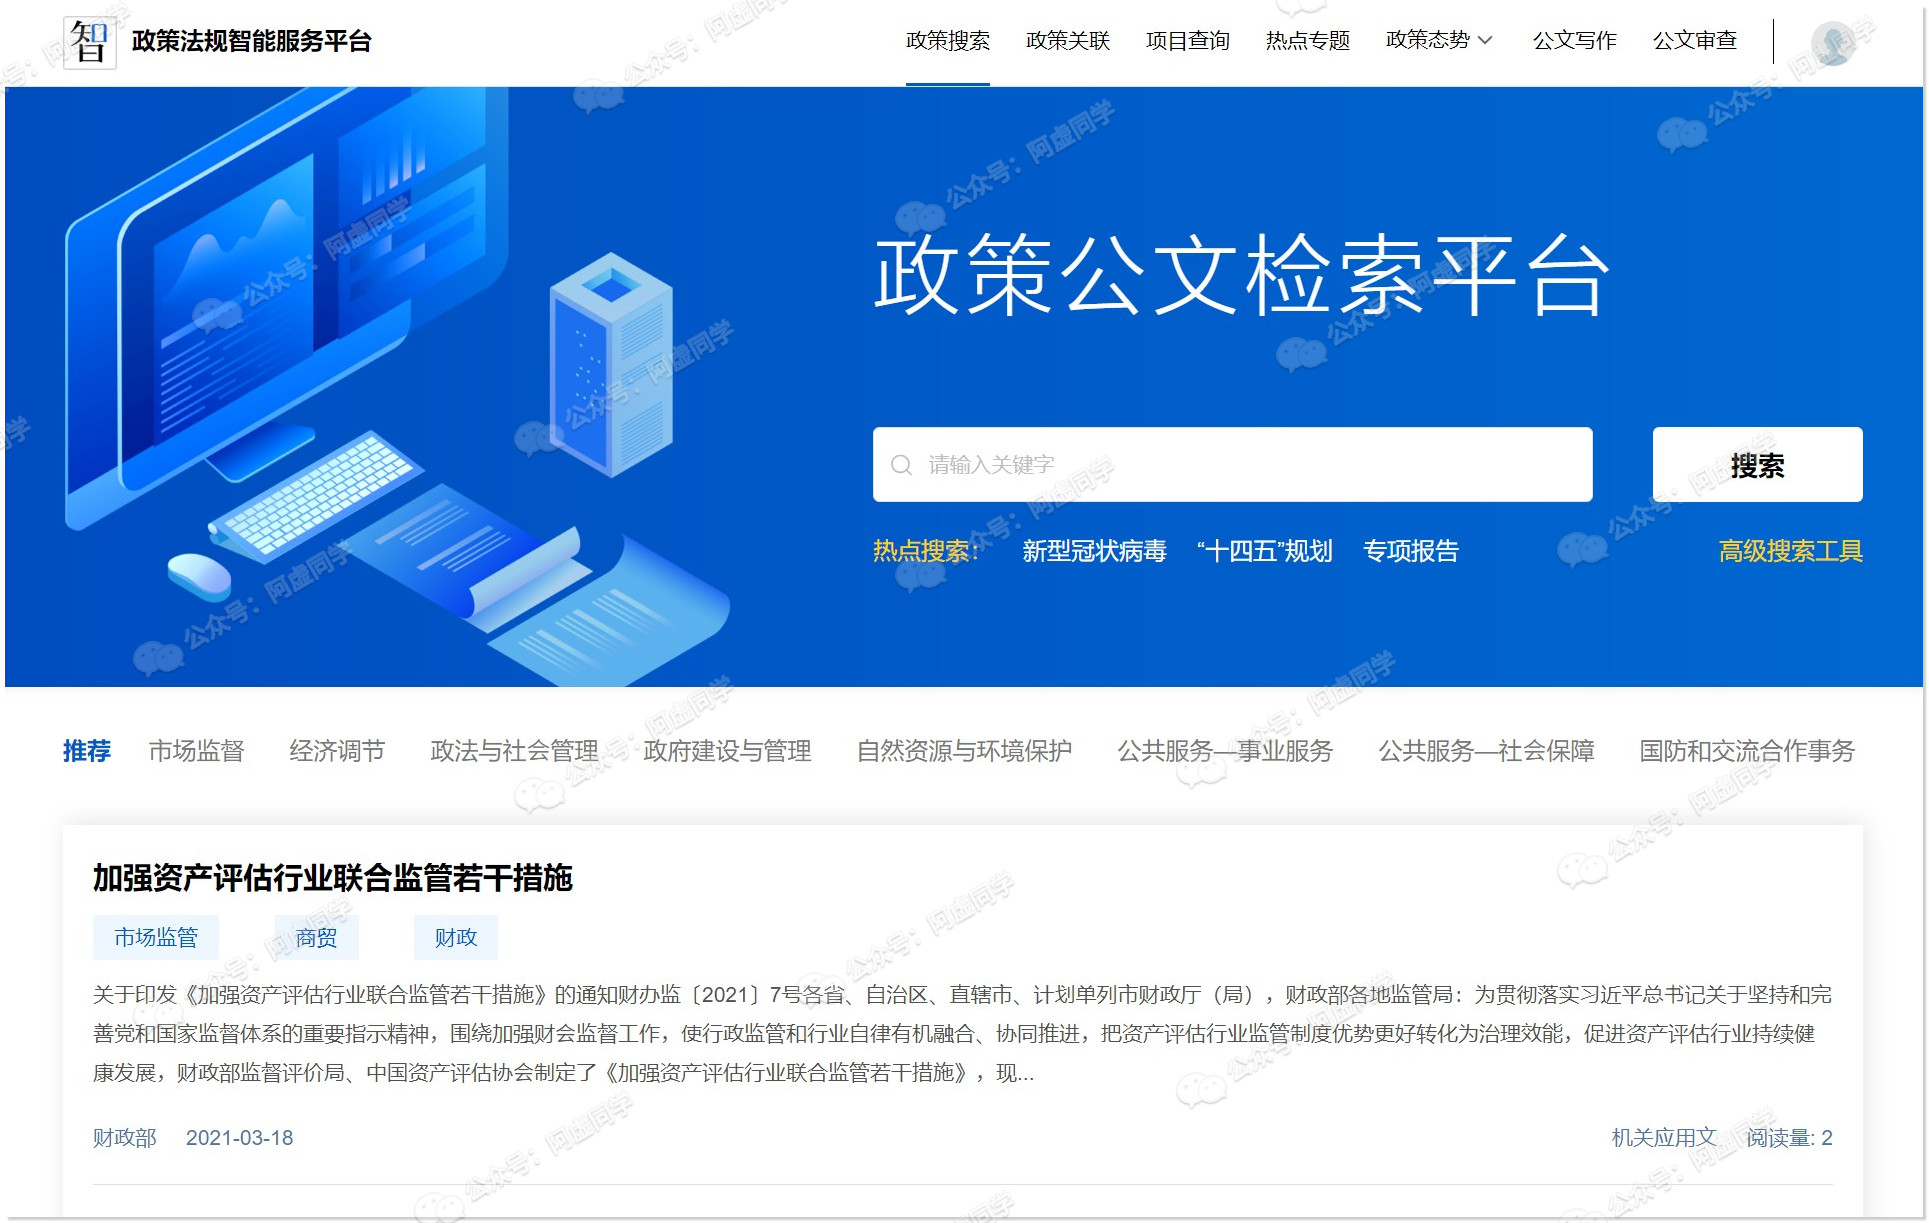 智 政策法规智能服务平台 政策搜索 政策关联 项目查询 热点专题 政策态势 公文写作 公文审查
政策公文检索平台
请输入关键字 搜索
热点搜索： 新型冠状病毒 “十四五”规划 专项报告 高级搜索工具
推荐 市场监督 经济调节 政法与社会管理 政府建设与管理 自然资源与环境保护 公共服务—事业服务 公共服务—社会保障 国防和交流合作事务
加强资产评估行业联合监管若干措施
市场监管 商贸 财政
关于印发《加强资产评估行业联合监管若干措施》的通知财办监〔2021〕7号各省、自治区、直辖市、计划单列市财政厅（局），财政部各地监管局：为贯彻落实习近平总书记关于坚持和完
善党和国家监督体系的重要指示精神，围绕加强财会监督工作，使行政监管和行业自律有机融合、协同推进，把资产评估行业监管制度优势更好转化为治理效能，促进资产评估行业持续健
康发展，财政部监督评价局、中国资产评估协会制定了《加强资产评估行业联合监管若干措施》，现...
财政部 2021-03-18 机关应用文 阅读量: 2
公众号：阿虚同学